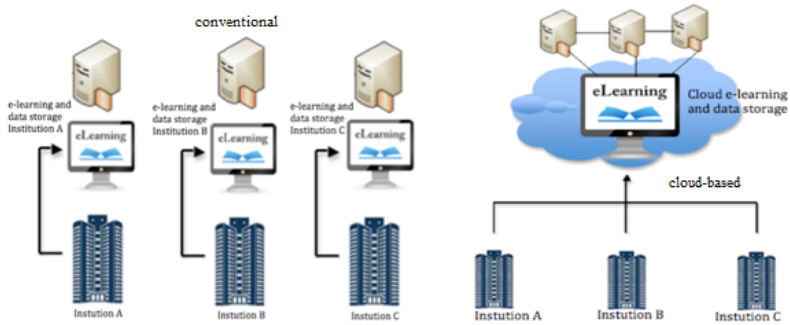 conventional
e-learning and
data storage
Institution A
eLearning
e-learning and
data storage
Institution B
eLearning
e-learning and
data storage
Institution C
eLearning
Instution A
Instution B
Instution C
eLearning
Cloud e-learning
and data storage
cloud-based
Instution A
Instution B
Instution C